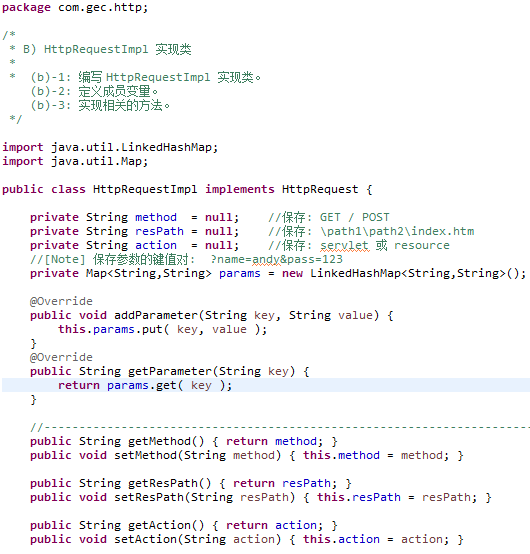 package com.gec.http;
/*
 * B) HttpRequestImpl 实现类
 *
 *  (b)-1: 编写 HttpRequestImpl 实现类。
    (b)-2: 定义成员变量。
    (b)-3: 实现相关的方法。
 */
import java.util.LinkedHashMap;
import java.util.Map;
public class HttpRequestImpl implements HttpRequest {
    private String method  = null;    //保存: GET / POST
    private String resPath = null;    //保存: \path1\path2\index.htm
    private String action  = null;    //保存: servlet 或 resource
    //[Note] 保存参数的键值对:  ?name=andy&pass=123
    private Map<String,String> params = new LinkedHashMap<String,String>();
    @Override
    public void addParameter(String key, String value) {
        this.params.put( key, value );
    }
    @Override
    public String getParameter(String key) {
        return params.get( key );
    }
    //------------------------------------------------------------------
    public String getMethod() { return method; }
    public void setMethod(String method) { this.method = method; }
    public String getResPath() { return resPath; }
    public void setResPath(String resPath) { this.resPath = resPath; }
    public String getAction() { return action; }
    public void setAction(String action) { this.action = action; }